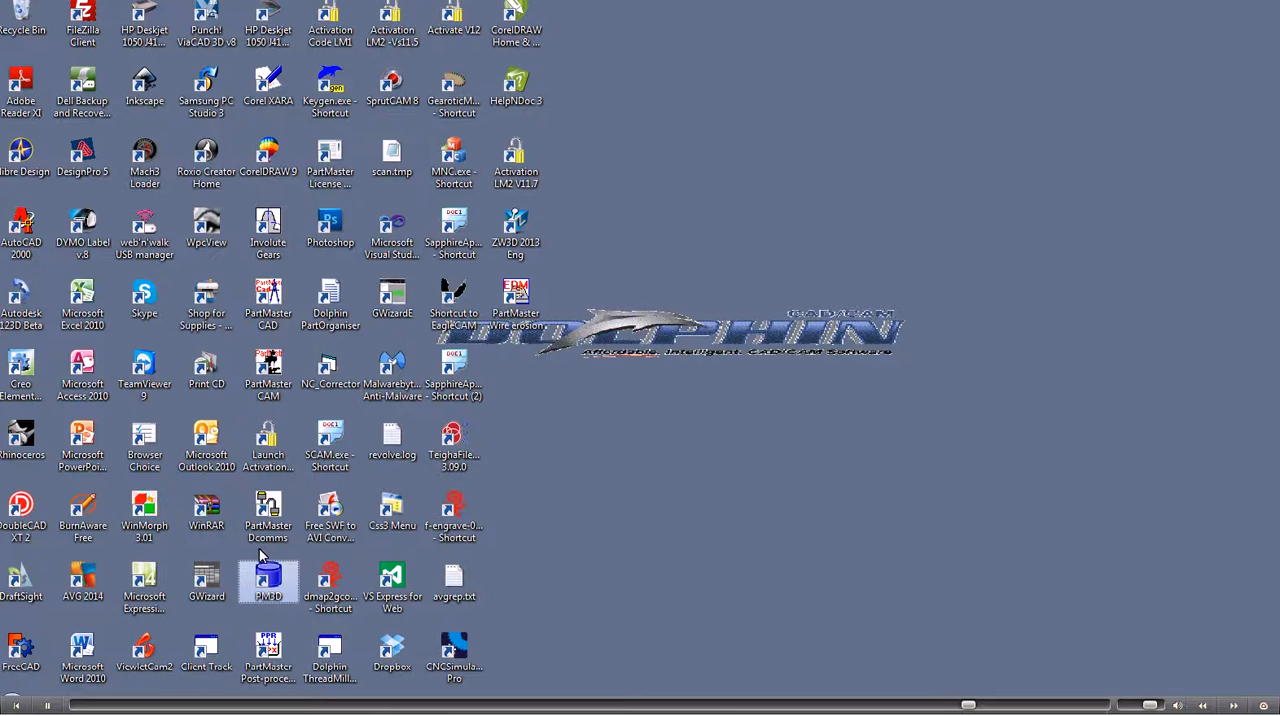 Recycle Bin
FileZilla
Client
HP Deskjet
1050 J41...
Punch!
ViaCAD 3D v8
HP Deskjet
1050 J41...
Activation
Code LM1
Activation
LM2 -Vs11.5
Activate V12
CorelDRAW
Home & ...
Adobe
Reader XI
Dell Backup
and Recove...
Inkscape
Samsung PC
Studio 3
Corel XARA
gen
Keygen.exe -
Shortcut
SprutCAM 8
GearoticM...
- Shortcut
HelpNDoc 3
libre Design
DesignPro 5
Mach3
Loader
Roxio Creator
Home
CorelDRAW 9
PartMaster
License ...
scan.tmp
MNC.exe -
Shortcut
Activation
LM2 V11.7
AutoCAD
2000
DYMO Label
v.8
web'n'walk
USB manager
WpcView
Involute
Gears
Ps
Photoshop
Microsoft
Visual Stud...
DOC1
SapphireAp...
- Shortcut
ZW3D 2013
Eng
Autodesk
123D Beta
Microsoft
Excel 2010
Skype
Shop for
Supplies - ...
PartMaster
CAD
Dolphin
PartOrganiser
GWizardE
Shortcut to
EagleCAM
EDM
PartMaster
Wire erosion
CAD/CAM
DOLPHIN
Affordable, Intelligent, CAD/CAM Software
Creo
Element...
Microsoft
Access 2010
TeamViewer
9
Print CD
PartMaster
CAM
NC_Corrector
Malwarebyt...
Anti-Malware
DOC1
SapphireAp...
- Shortcut (2)
Rhinoceros
Microsoft
PowerPoi...
Browser
Choice
Microsoft
Outlook 2010
Launch
Activation...
DOC1
SCAM.exe -
Shortcut
revolve.log
TeighaFile...
3.09.0
DoubleCAD
XT 2
BurnAware
Free
WinMorph
3.01
WinRAR
PartMaster
Dcomms
Free SWF to
AVI Conv...
Css3 Menu
f-engrave-0...
- Shortcut
DraftSight
AVG 2014
Microsoft
Expressi...
GWizard
PM3D
dmap2gco...
- Shortcut
VS Express for
Web
avgrep.txt
FreeCAD
Microsoft
Word 2010
ViewletCam2
Client Track
PPR
PartMaster
Post-proce...
Dolphin
ThreadMill...
Dropbox
CNCSimula...
Pro